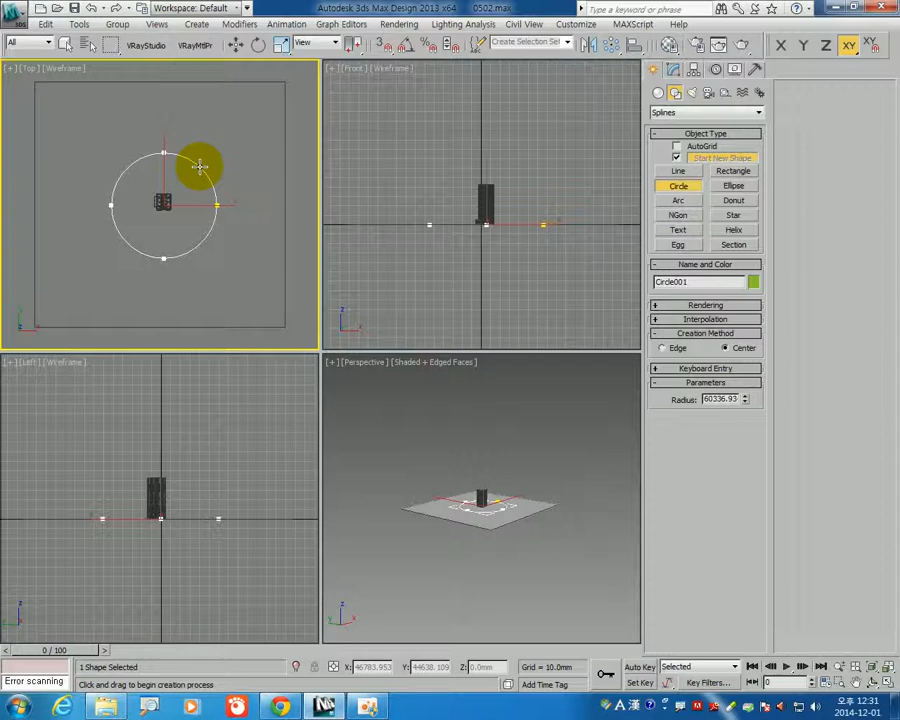 Workspace: Default
Autodesk 3ds Max Design 2013 x64
0502.max
Type a keyword or phrase
Edit Tools Group Views Create Modifiers Animation Graph Editors Rendering Lighting Analysis Civil View Customize MAXScript Help
All VRayStudio VRayMtlPr View Create Selection Set X Y Z XY XY
[+] [Top] [Wireframe]
[+] [Front] [Wireframe]
[+] [Left] [Wireframe]
[+] [Perspective] [Shaded + Edged Faces]
Splines
Object Type
AutoGrid
Start New Shape
Line Rectangle
Circle Ellipse
Arc Donut
NGon Star
Text Helix
Egg Section
Name and Color
Circle001
Rendering
Interpolation
Creation Method
Edge Center
Keyboard Entry
Parameters
Radius: 60336.93
0 / 100
1 Shape Selected X: 46783.953 Y: 44638.109 Z: 0.0mm Grid = 10.0mm Auto Key Selected
Error scanning Click and drag to begin creation process Add Time Tag Set Key Key Filters... 0
오후 12:31
2014-12-01